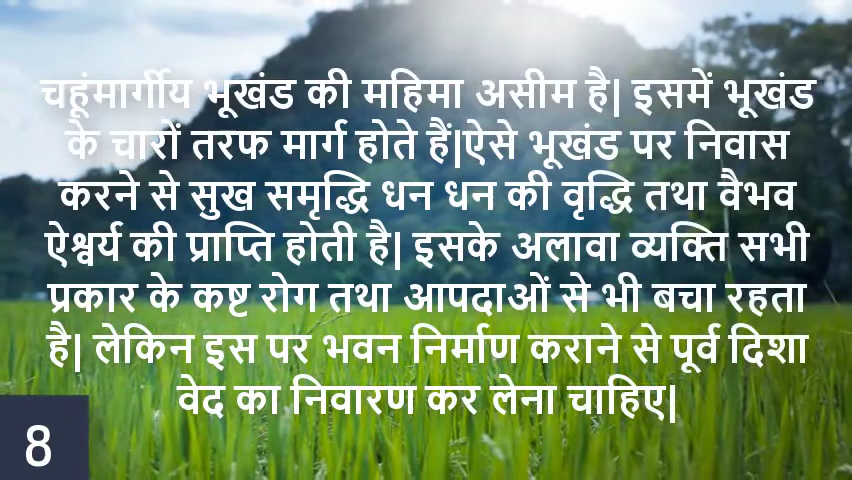 चहूंमार्गीय भूखंड की महिमा असीम है| इसमें भूखंड
के चारों तरफ मार्ग होते हैं|ऐसे भूखंड पर निवास
करने से सुख समृद्धि धन धन की वृद्धि तथा वैभव
ऐश्वर्य की प्राप्ति होती है| इसके अलावा व्यक्ति सभी
प्रकार के कष्ट रोग तथा आपदाओं से भी बचा रहता
है| लेकिन इस पर भवन निर्माण कराने से पूर्व दिशा
वेद का निवारण कर लेना चाहिए|
8